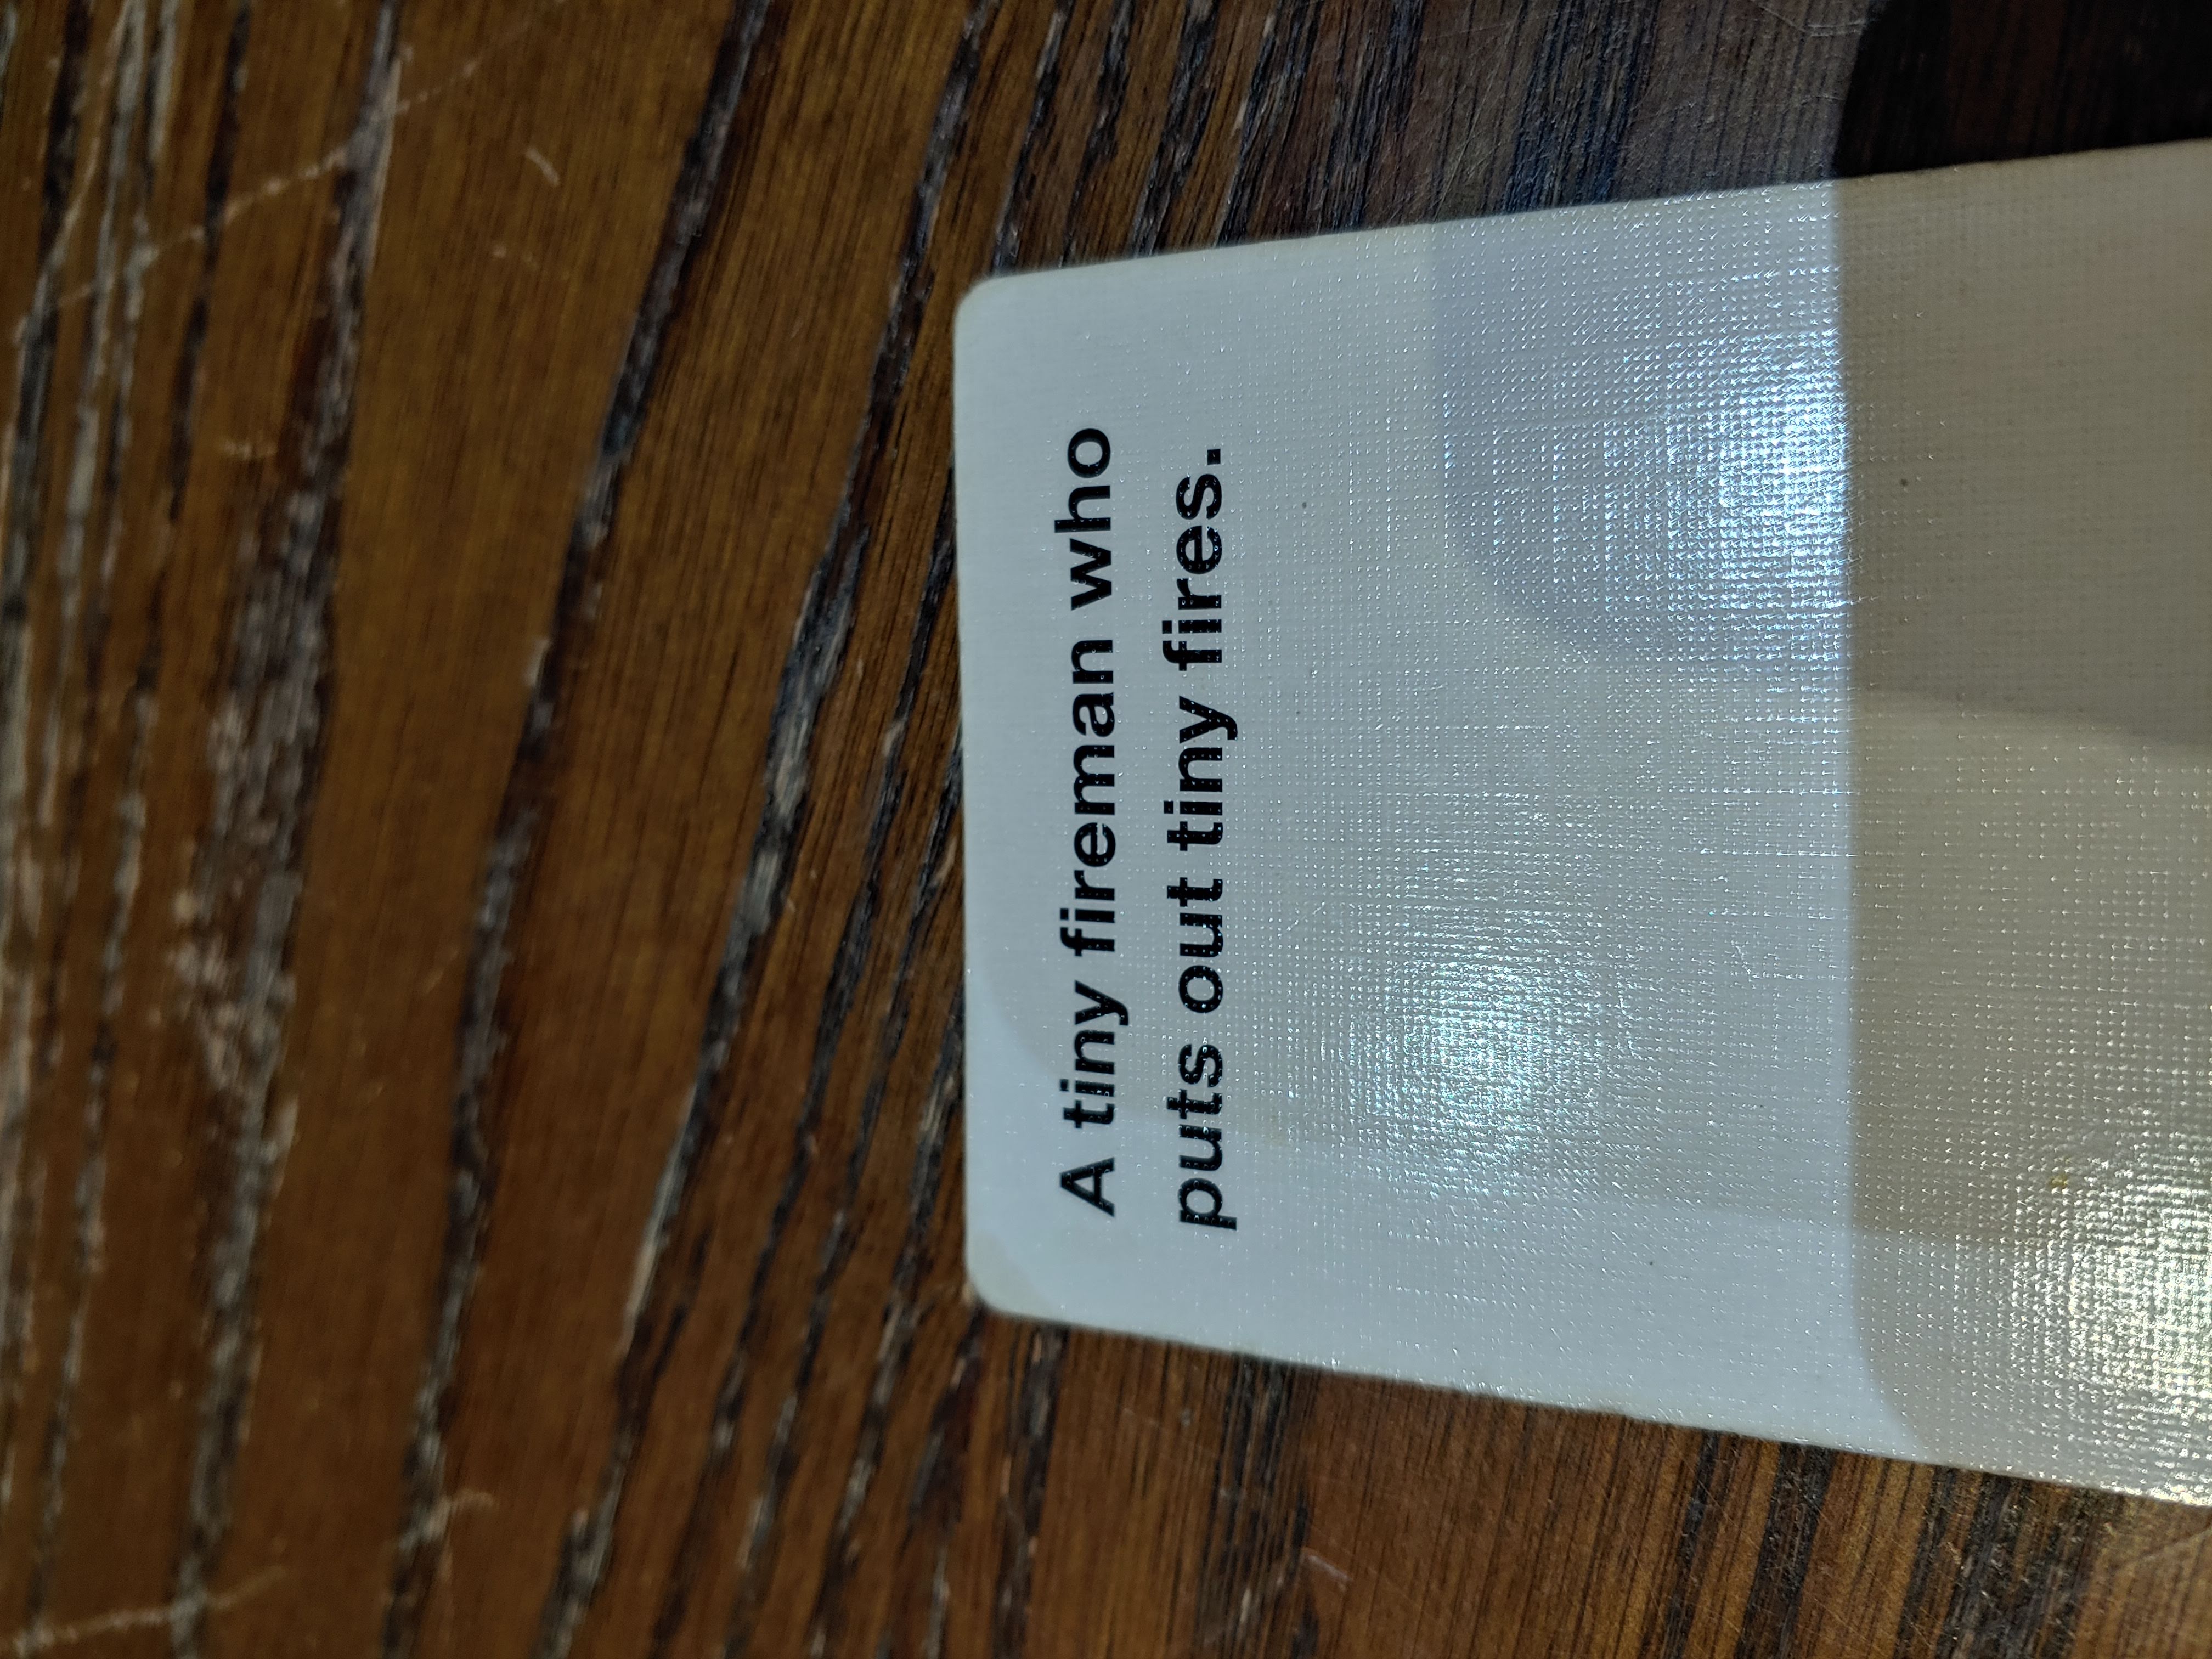 A tiny fireman who
puts out tiny fires.